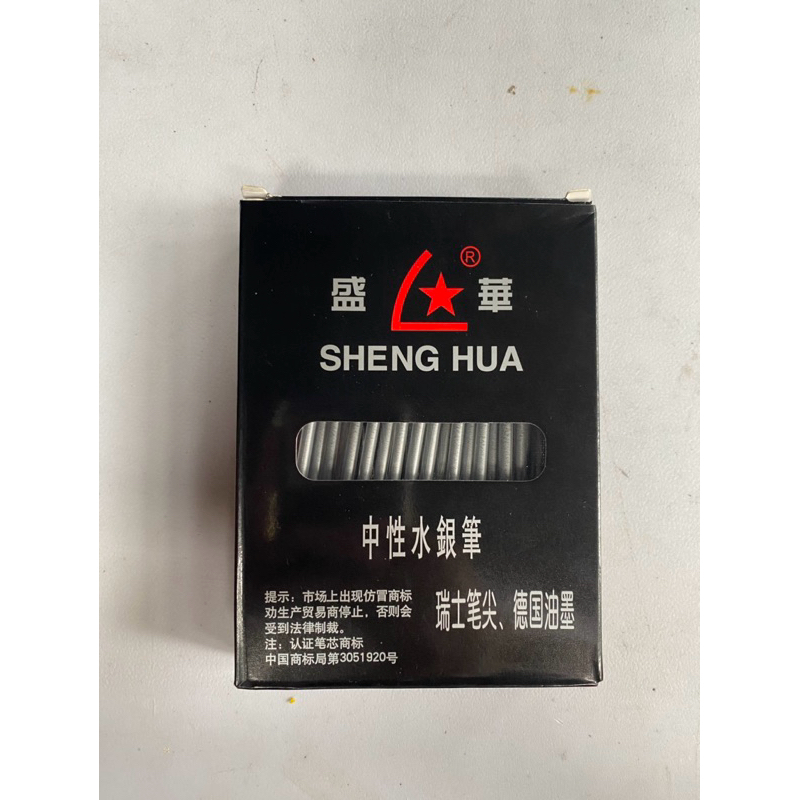 盛 ® 華
SHENG HUA
中性水銀筆
提示：市场上出现仿冒商标
劝生产贸易商停止，否则会
受到法律制裁。
注：认证笔芯商标
中国商标局第3051920号
瑞士笔尖、德国油墨